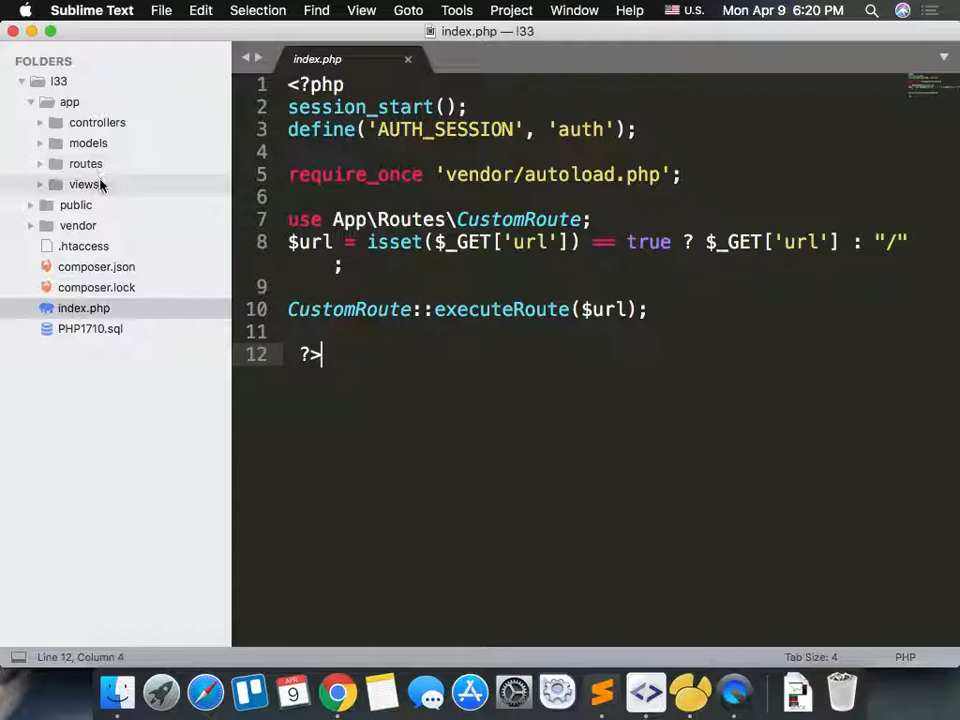 Sublime Text File Edit Selection Find View Goto Tools Project Window Help U.S. Mon Apr 9 6:20 PM
index.php — l33
FOLDERS
l33
app
controllers
models
routes
views
public
vendor
.htaccess
composer.json
composer.lock
index.php
PHP1710.sql
index.php
1 <?php
2 session_start();
3 define('AUTH_SESSION', 'auth');
4
5 require_once 'vendor/autoload.php';
6
7 use App\Routes\CustomRoute;
8 $url = isset($_GET['url']) == true ? $_GET['url'] : "/"
;
9
10 CustomRoute::executeRoute($url);
11
12 ?>
Line 12, Column 4 Tab Size: 4 PHP
APR
9